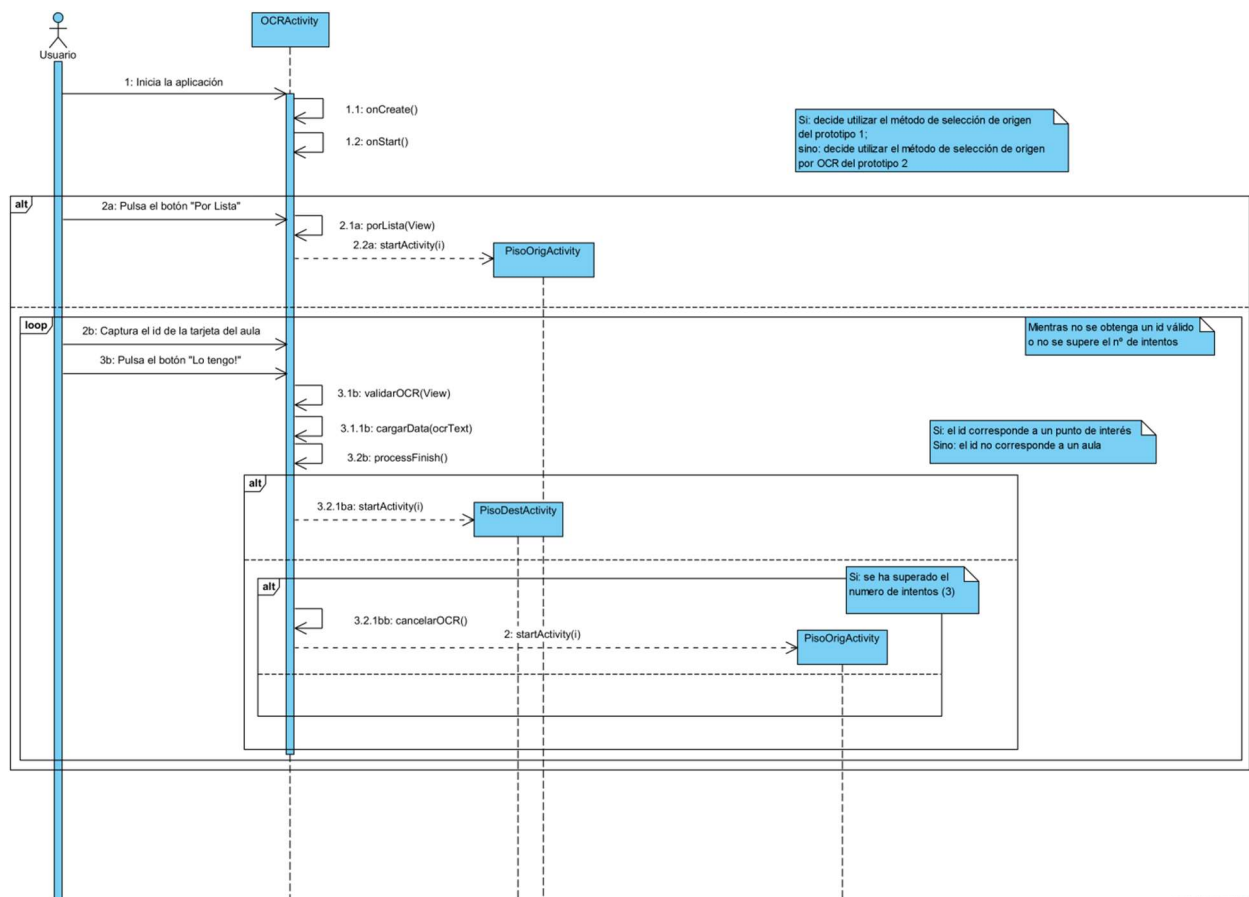 Usuario
OCRActivity
1: Inicia la aplicación
1.1: onCreate()
1.2: onStart()
Si: decide utilizar el método de selección de origen
del prototipo 1;
sino: decide utilizar el método de selección de origen
por OCR del prototipo 2
alt
2a: Pulsa el botón "Por Lista"
2.1a: porLista(View)
2.2a: startActivity(i)
PisoOrigActivity
loop
2b: Captura el id de la tarjeta del aula
Mientras no se obtenga un id válido
o no se supere el nº de intentos
3b: Pulsa el botón "Lo tengo!"
3.1b: validarOCR(View)
3.1.1b: cargarData(ocrText)
3.2b: processFinish()
Si: el id corresponde a un punto de interés
Sino: el id no corresponde a un aula
alt
3.2.1ba: startActivity(i)
PisoDestActivity
alt
Si: se ha superado el
numero de intentos (3)
3.2.1bb: cancelarOCR()
2: startActivity(i)
PisoOrigActivity